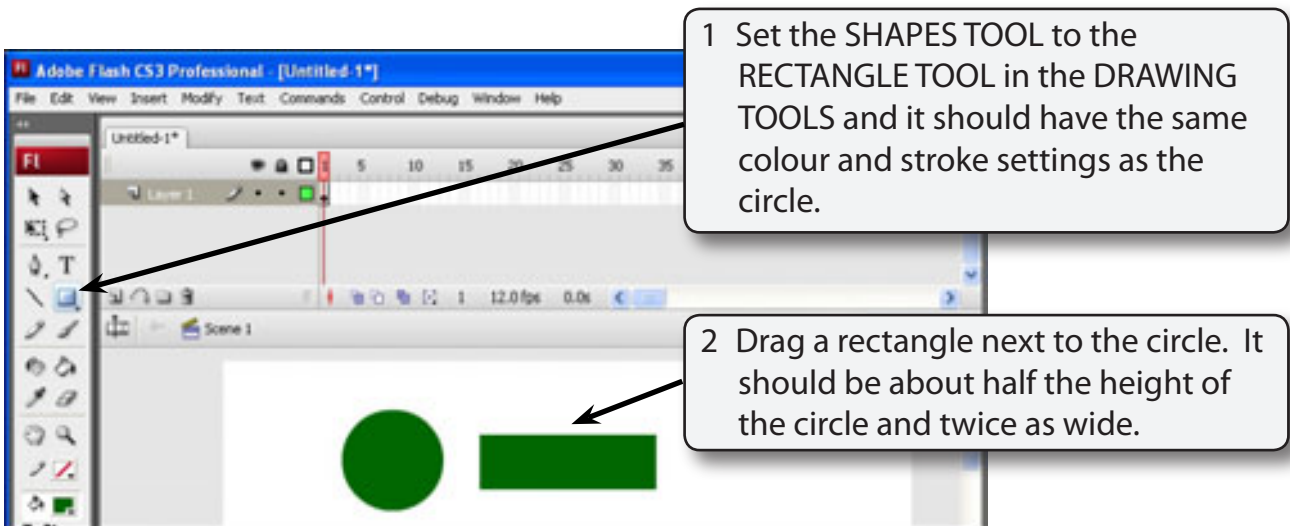 1 Set the SHAPES TOOL to the
RECTANGLE TOOL in the DRAWING
TOOLS and it should have the same
colour and stroke settings as the
circle.
Adobe Flash CS3 Professional - [Untitled-1*]
File Edit View Insert Modify Text Commands Control Debug Window Help
Untitled-1*
Fl
1 5 10 15 20 25 30 35
Layer 1
T
1 12.0 fps 0.0s
Scene 1
2 Drag a rectangle next to the circle. It
should be about half the height of
the circle and twice as wide.